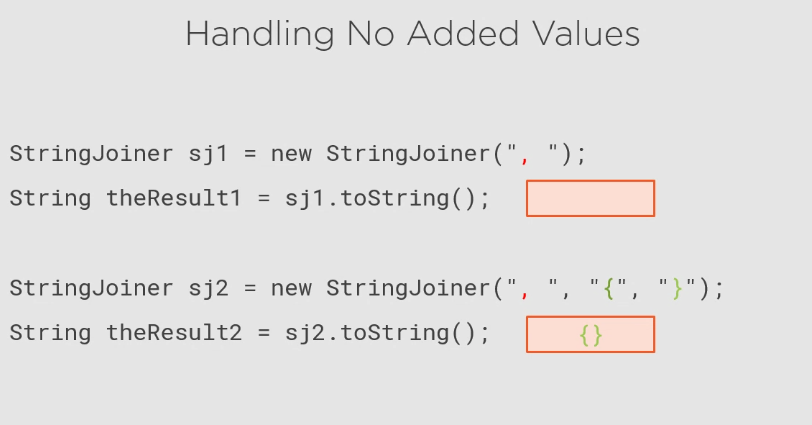 Handling No Added Values
StringJoiner sj1 = new StringJoiner(", ");
String theResult1 = sj1.toString();
StringJoiner sj2 = new StringJoiner(", ", "{", "}");
String theResult2 = sj2.toString(); {}